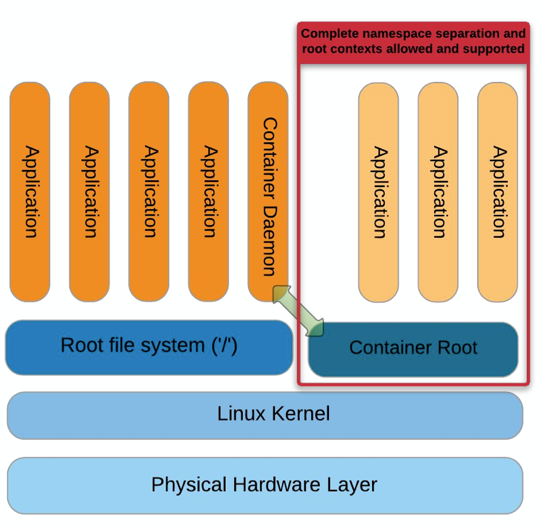 Complete namespace separation and
root contexts allowed and supported
Application
Application
Application
Application
Container Daemon
Application
Application
Application
Root file system ('/')
Container Root
Linux Kernel
Physical Hardware Layer